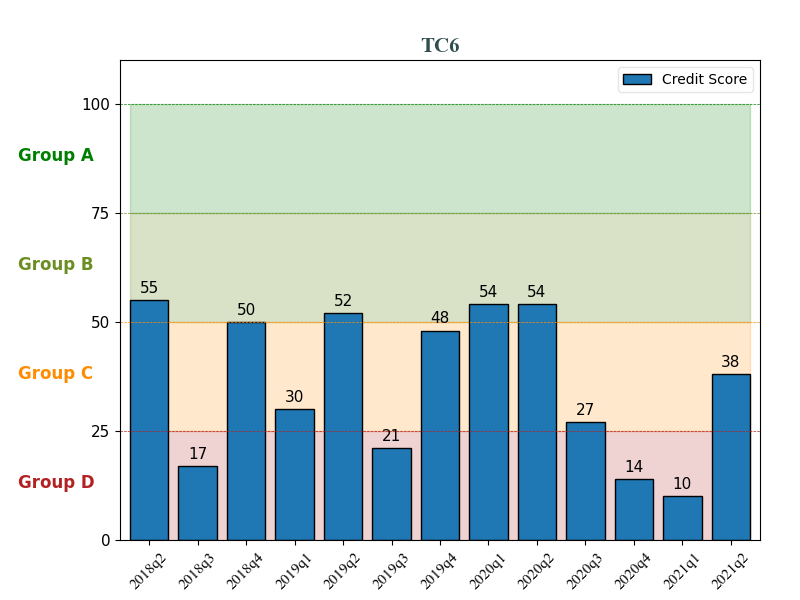 TC6
Credit Score
100
Group A
75
Group B
50
Group C
25
Group D
0
55
17
50
30
52
21
48
54
54
27
14
10
38
2018q2
2018q3
2018q4
2019q1
2019q2
2019q3
2019q4
2020q1
2020q2
2020q3
2020q4
2021q1
2021q2